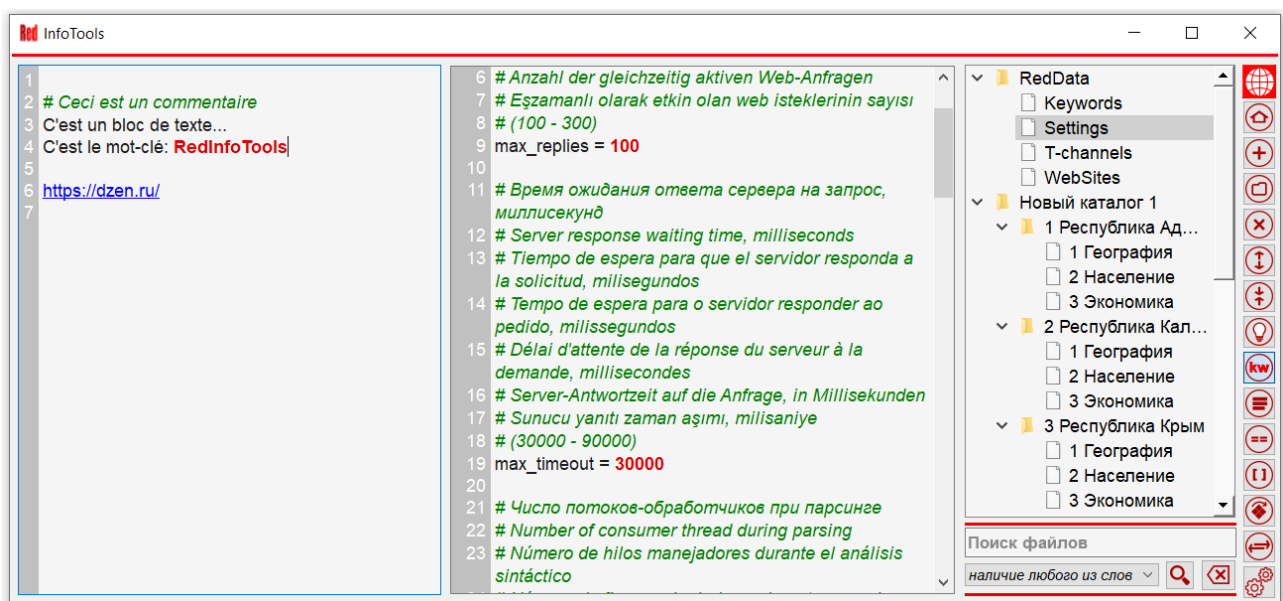 Red InfoTools
1
2 # Ceci est un commentaire
3 C'est un bloc de texte...
4 C'est le mot-clé: RedInfoTools
5
6 https://dzen.ru/
7
6 # Anzahl der gleichzeitig aktiven Web-Anfragen
7 # Eşzamanlı olarak etkin olan web isteklerinin sayısı
8 # (100 - 300)
9 max_replies = 100
10
11 # Время ожидания ответа сервера на запрос,
миллисекунд
12 # Server response waiting time, milliseconds
13 # Tiempo de espera para que el servidor responda a
la solicitud, milisegundos
14 # Tempo de espera para o servidor responder ao
pedido, milissegundos
15 # Délai d'attente de la réponse du serveur à la
demande, millisecondes
16 # Server-Antwortzeit auf die Anfrage, in Millisekunden
17 # Sunucu yanıtı zaman aşımı, milisaniye
18 # (30000 - 90000)
19 max_timeout = 30000
20
21 # Число потоков-обработчиков при парсинге
22 # Number of consumer thread during parsing
23 # Número de hilos manejadores durante el análisis
sintáctico
RedData
Keywords
Settings
T-channels
WebSites
Новый каталог 1
1 Республика Ад...
1 География
2 Население
3 Экономика
2 Республика Кал...
1 География
2 Население
3 Экономика
3 Республика Крым
1 География
2 Население
3 Экономика
Поиск файлов
наличие любого из слов
kw
==
[ ]